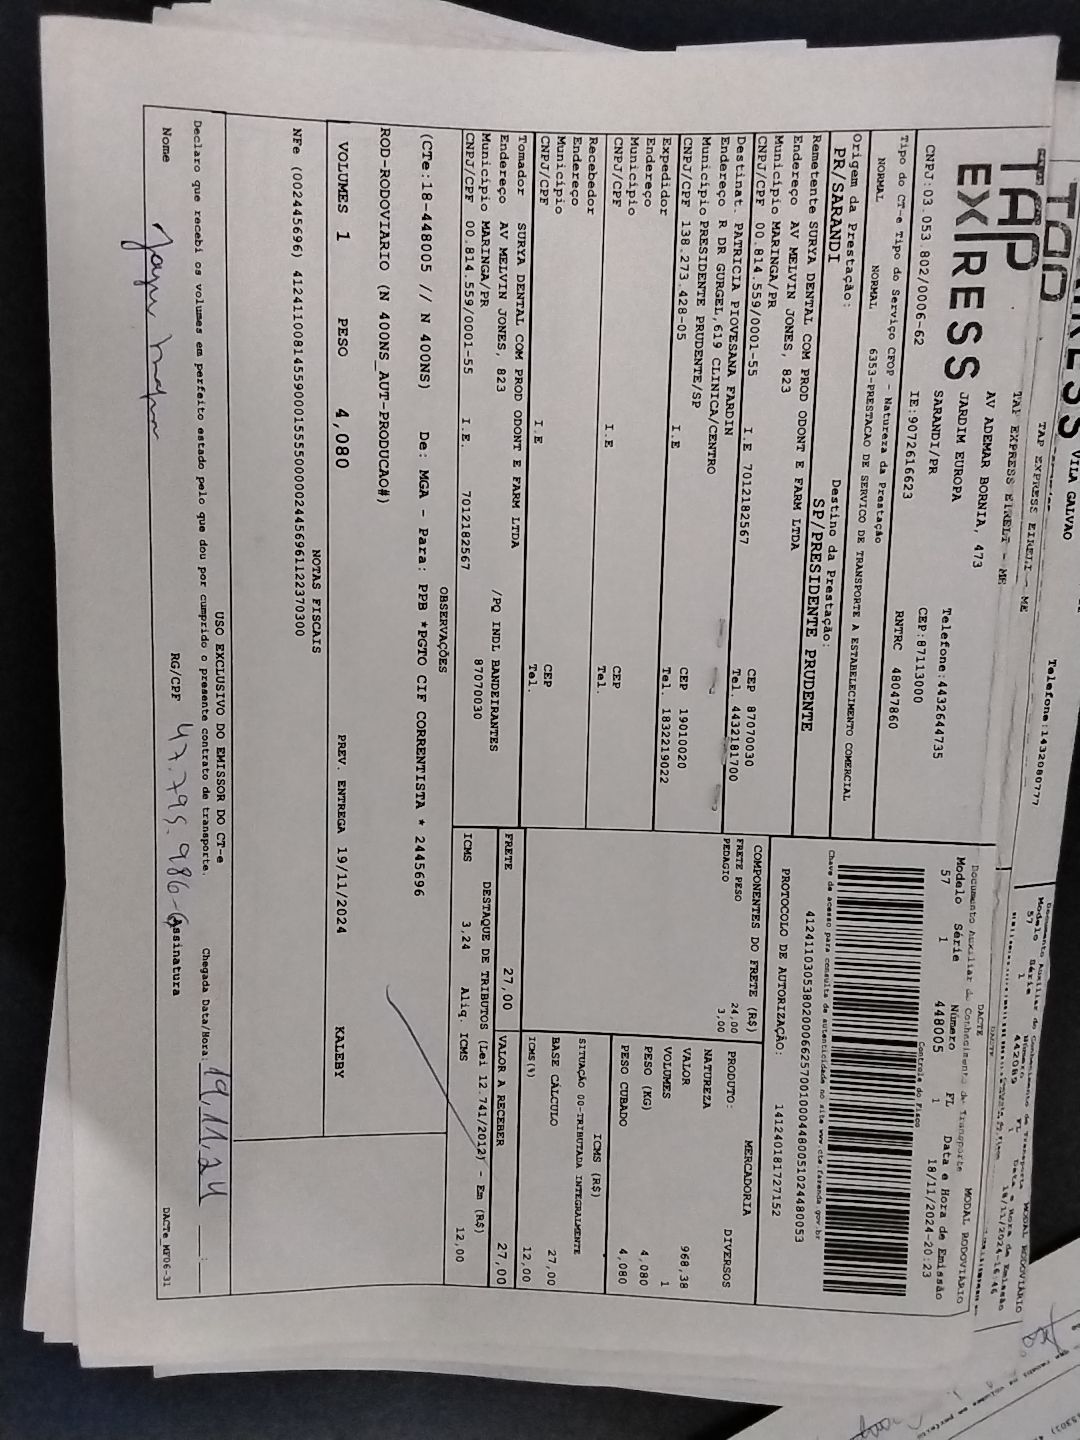 TAP EXPRESS
TAP EXPRESS EIRELI - ME
AV ADEMAR BORNIA, 473
JARDIM EUROPA
SARANDI/PR
Telefone:4432644735
CEP:87113000
CNPJ:03.053.802/0006-62
IE:9072616623
RNTRC 48047860
Documento Auxiliar do Conhecimento de Transporte
MODAL RODOVIÁRIO
Modelo Série Número FL Data e Hora de Emissão
57 1 448005 1 18/11/2024-20:23
Controle do Fisco
Chave de acesso para consulta de autenticidade no site www.cte.fazenda.gov.br
PROTOCOLO DE AUTORIZAÇÃO: 141240181727152
Tipo do CT-e Tipo do Serviço CFOP - Natureza da Prestação
NORMAL NORMAL 6353-PRESTACAO DE SERVICO DE TRANSPORTE A ESTABELECIMENTO COMERCIAL
Origem da Prestação: Destino da Prestação:
PR/SARANDI SP/PRESIDENTE PRUDENTE
Remetente SURYA DENTAL COM PROD ODONT E FARM LTDA
Endereço AV MELVIN JONES, 823
Município MARINGA/PR CEP 87070030
CNPJ/CPF 00.814.559/0001-55 I.E 7012182567 Tel. 4432181700
Destinat. PATRICIA PIOVESANA FARDIN
Endereço R DR GURGEL,619 CLINICA/CENTRO
Município PRESIDENTE PRUDENTE/SP CEP 19010020
CNPJ/CPF 138.273.428-05 I.E Tel. 1832219022
Expedidor
Endereço
Município CEP
CNPJ/CPF I.E Tel.
Recebedor
Endereço
Município CEP
CNPJ/CPF I.E Tel.
Tomador SURYA DENTAL COM PROD ODONT E FARM LTDA
Endereço AV MELVIN JONES, 823 /PQ INDL BANDEIRANTES
Município MARINGA/PR 87070030
CNPJ/CPF 00.814.559/0001-55 I.E. 7012182567
COMPONENTES DO FRETE (R$)
FRETE PESO 24,00
PEDAGIO 3,00
PRODUTO: MERCADORIA
NATUREZA DIVERSOS
VALOR 968,38
VOLUMES 1
PESO (KG) 4,080
PESO CUBADO 4,080
ICMS (R$)
SITUAÇÃO 00-TRIBUTADA INTEGRALMENTE
BASE CÁLCULO 27,00
ICMS(%) 12,00
FRETE 27,00 VALOR A RECEBER 27,00
DESTAQUE DE TRIBUTOS (Lei 12.741/2012) - Em (R$)
ICMS 3,24 Aliq. ICMS 12,00
OBSERVAÇÕES
(CTe:18-448005 // N 400NS) De: MGA - Para: PPB *PGTO CIF CORRENTISTA * 2445696
ROD-RODOVIARIO (N 400NS_AUT-PRODUCAO#)
VOLUMES 1 PESO 4,080 PREV. ENTREGA 19/11/2024 KALEBY
NOTAS FISCAIS
USO EXCLUSIVO DO EMISSOR DO CT-e
Declaro que recebi os volumes em perfeito estado pelo que dou por cumprido o presente contrato de transporte.
Chegada Data/Hora: 19/11/24 __:__
Nome RG/CPF 47.795.986-6 Assinatura
DACTe_MF06-31